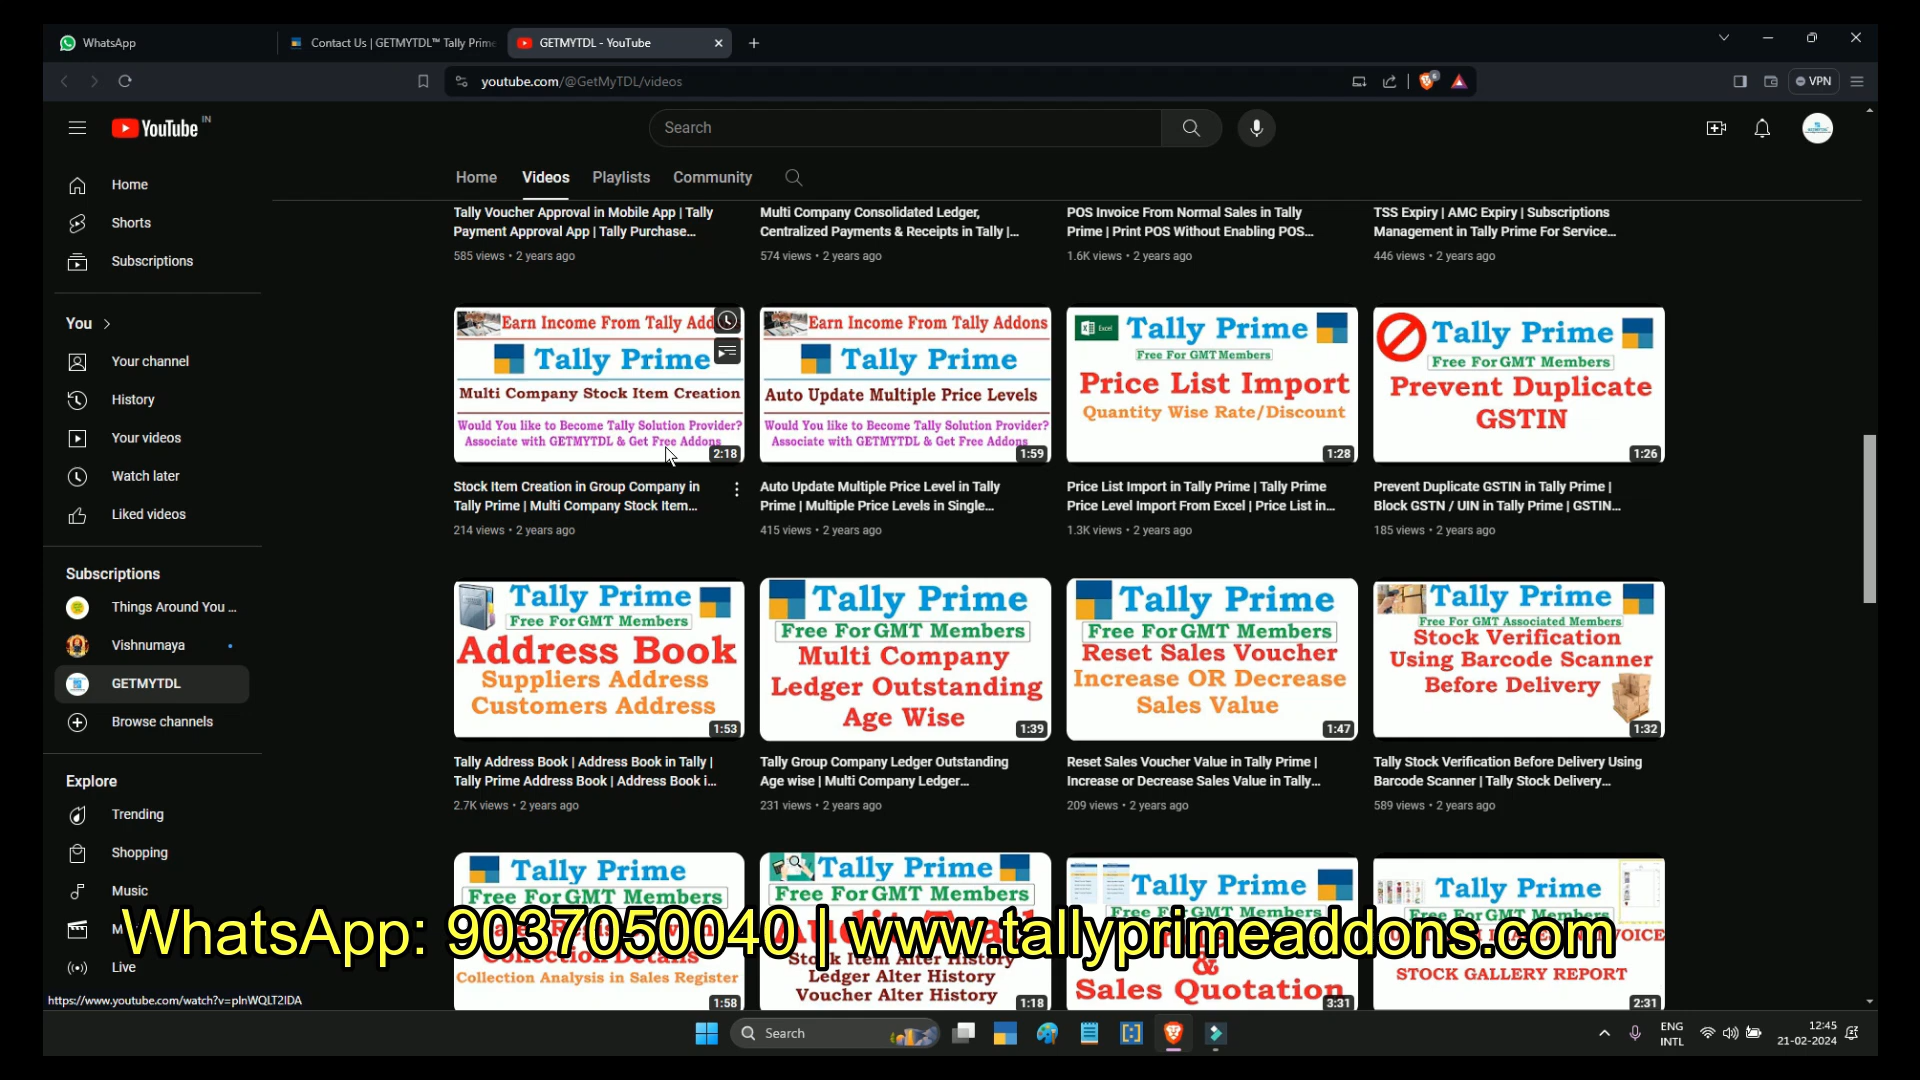 WhatsApp
Contact Us | GETMYTDL™ Tally Prime
GETMYTDL - YouTube
youtube.com/@GetMyTDL/videos
6
VPN
YouTube
IN
Search
Home
Videos
Playlists
Community
Home
Shorts
Subscriptions
You
Your channel
History
Your videos
Watch later
Liked videos
Subscriptions
Things Around You ...
Vishnumaya
GETMYTDL
Browse channels
Explore
Trending
Shopping
Music
Live
Tally Voucher Approval in Mobile App | Tally
Payment Approval App | Tally Purchase...
585 views • 2 years ago
Multi Company Consolidated Ledger,
Centralized Payments & Receipts in Tally |...
574 views • 2 years ago
POS Invoice From Normal Sales in Tally
Prime | Print POS Without Enabling POS...
1.6K views • 2 years ago
TSS Expiry | AMC Expiry | Subscriptions
Management in Tally Prime For Service...
446 views • 2 years ago
Earn Income From Tally Add
Tally Prime
Multi Company Stock Item Creation
Would You like to Become Tally Solution Provider?
Associate with GETMYTDL & Get Free Addons
2:18
Stock Item Creation in Group Company in
Tally Prime | Multi Company Stock Item...
214 views • 2 years ago
Earn Income From Tally Addons
Tally Prime
Auto Update Multiple Price Levels
Would You like to Become Tally Solution Provider?
Associate with GETMYTDL & Get Free Addons
1:59
Auto Update Multiple Price Level in Tally
Prime | Multiple Price Levels in Single...
415 views • 2 years ago
Excel
Tally Prime
Free For GMT Members
Price List Import
Quantity Wise Rate/Discount
1:28
Price List Import in Tally Prime | Tally Prime
Price Level Import From Excel | Price List in...
1.3K views • 2 years ago
Tally Prime
Free For GMT Members
Prevent Duplicate
GSTIN
1:26
Prevent Duplicate GSTIN in Tally Prime |
Block GSTN / UIN in Tally Prime | GSTIN...
185 views • 2 years ago
Tally Prime
Free For GMT Members
Address Book
Suppliers Address
Customers Address
1:53
Tally Address Book | Address Book in Tally |
Tally Prime Address Book | Address Book i...
2.7K views • 2 years ago
Tally Prime
Free For GMT Members
Multi Company
Ledger Outstanding
Age Wise
1:39
Tally Group Company Ledger Outstanding
Age wise | Multi Company Ledger...
231 views • 2 years ago
Tally Prime
Free For GMT Members
Reset Sales Voucher
Increase OR Decrease
Sales Value
1:47
Reset Sales Voucher Value in Tally Prime |
Increase or Decrease Sales Value in Tally...
209 views • 2 years ago
Tally Prime
Free For GMT Associated Members
Stock Verification
Using Barcode Scanner
Before Delivery
1:32
Tally Stock Verification Before Delivery Using
Barcode Scanner | Tally Stock Delivery...
589 views • 2 years ago
Tally Prime
Free For GMT Members
Collection Details
Collection Analysis in Sales Register
1:58
Tally Prime
Free For GMT Members
Audit Trail
Stock Item Alter History
Ledger Alter History
Voucher Alter History
1:18
Tally Prime
Free For GMT Members
&
Sales Quotation
3:31
Tally Prime
Free For GMT Members
STOCK GALLERY REPORT
2:31
WhatsApp: 9037050040 | www.tallyprimeaddons.com
https://www.youtube.com/watch?v=pInWQLT2IDA
Search
ENG
INTL
12:45
21-02-2024